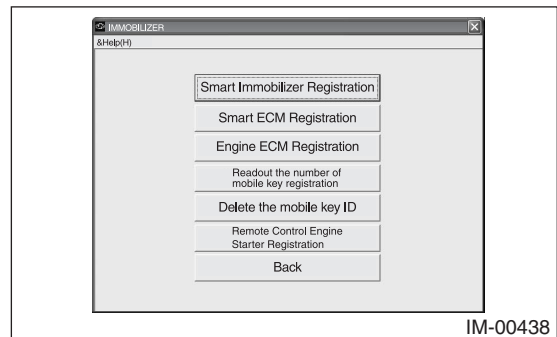 IMMOBILIZER
&Help(H)
Smart Immobilizer Registration
Smart ECM Registration
Engine ECM Registration
Readout the number of
mobile key registration
Delete the mobile key ID
Remote Control Engine
Starter Registration
Back
IM-00438